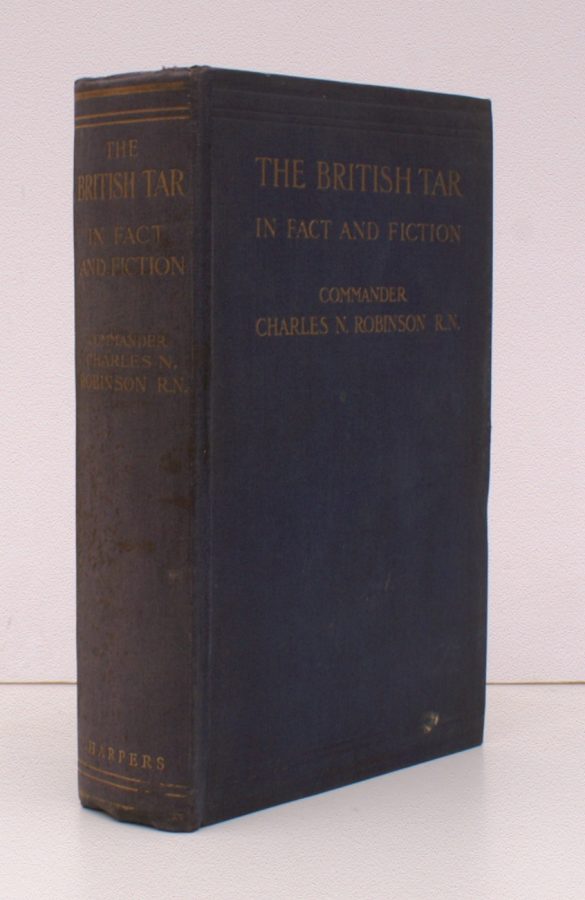 THE
BRITISH TAR
IN FACT
AND FICTION
COMMANDER
CHARLES N.
ROBINSON R.N.
HARPERS
THE BRITISH TAR
IN FACT AND FICTION
COMMANDER
CHARLES N. ROBINSON R.N.